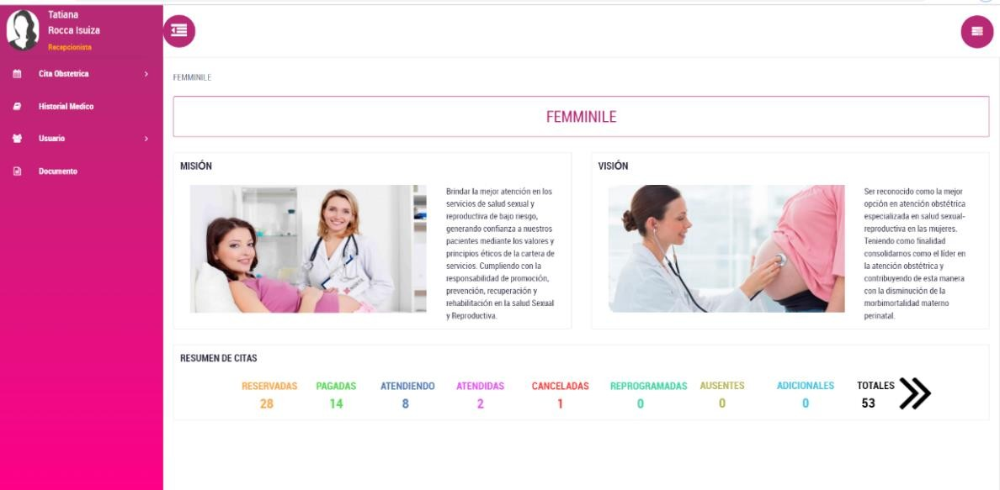 Tatiana
Rocca Isuiza
Recepcionista
Cita Obstetrica
Historial Medico
Usuario
Documento
FEMMINILE
FEMMINILE
MISIÓN
Brindar la mejor atención en los
servicios de salud sexual y
reproductiva de bajo riesgo,
generando confianza a nuestros
pacientes mediante los valores y
principios éticos de la cartera de
servicios. Cumpliendo con la
responsabilidad de promoción,
prevención, recuperación y
rehabilitación en la salud Sexual
y Reproductiva.
VISIÓN
Ser reconocido como la mejor
opción en atención obstétrica
especializada en salud sexual-
reproductiva en las mujeres.
Teniendo como finalidad
consolidarnos como el líder en
la atención obstétrica y
contribuyendo de esta manera
con la disminución de la
morbimortalidad materno
perinatal.
RESUMEN DE CITAS
RESERVADAS PAGADAS ATENDIENDO ATENDIDAS CANCELADAS REPROGRAMADAS AUSENTES ADICIONALES TOTALES
28 14 8 2 1 0 0 0 53